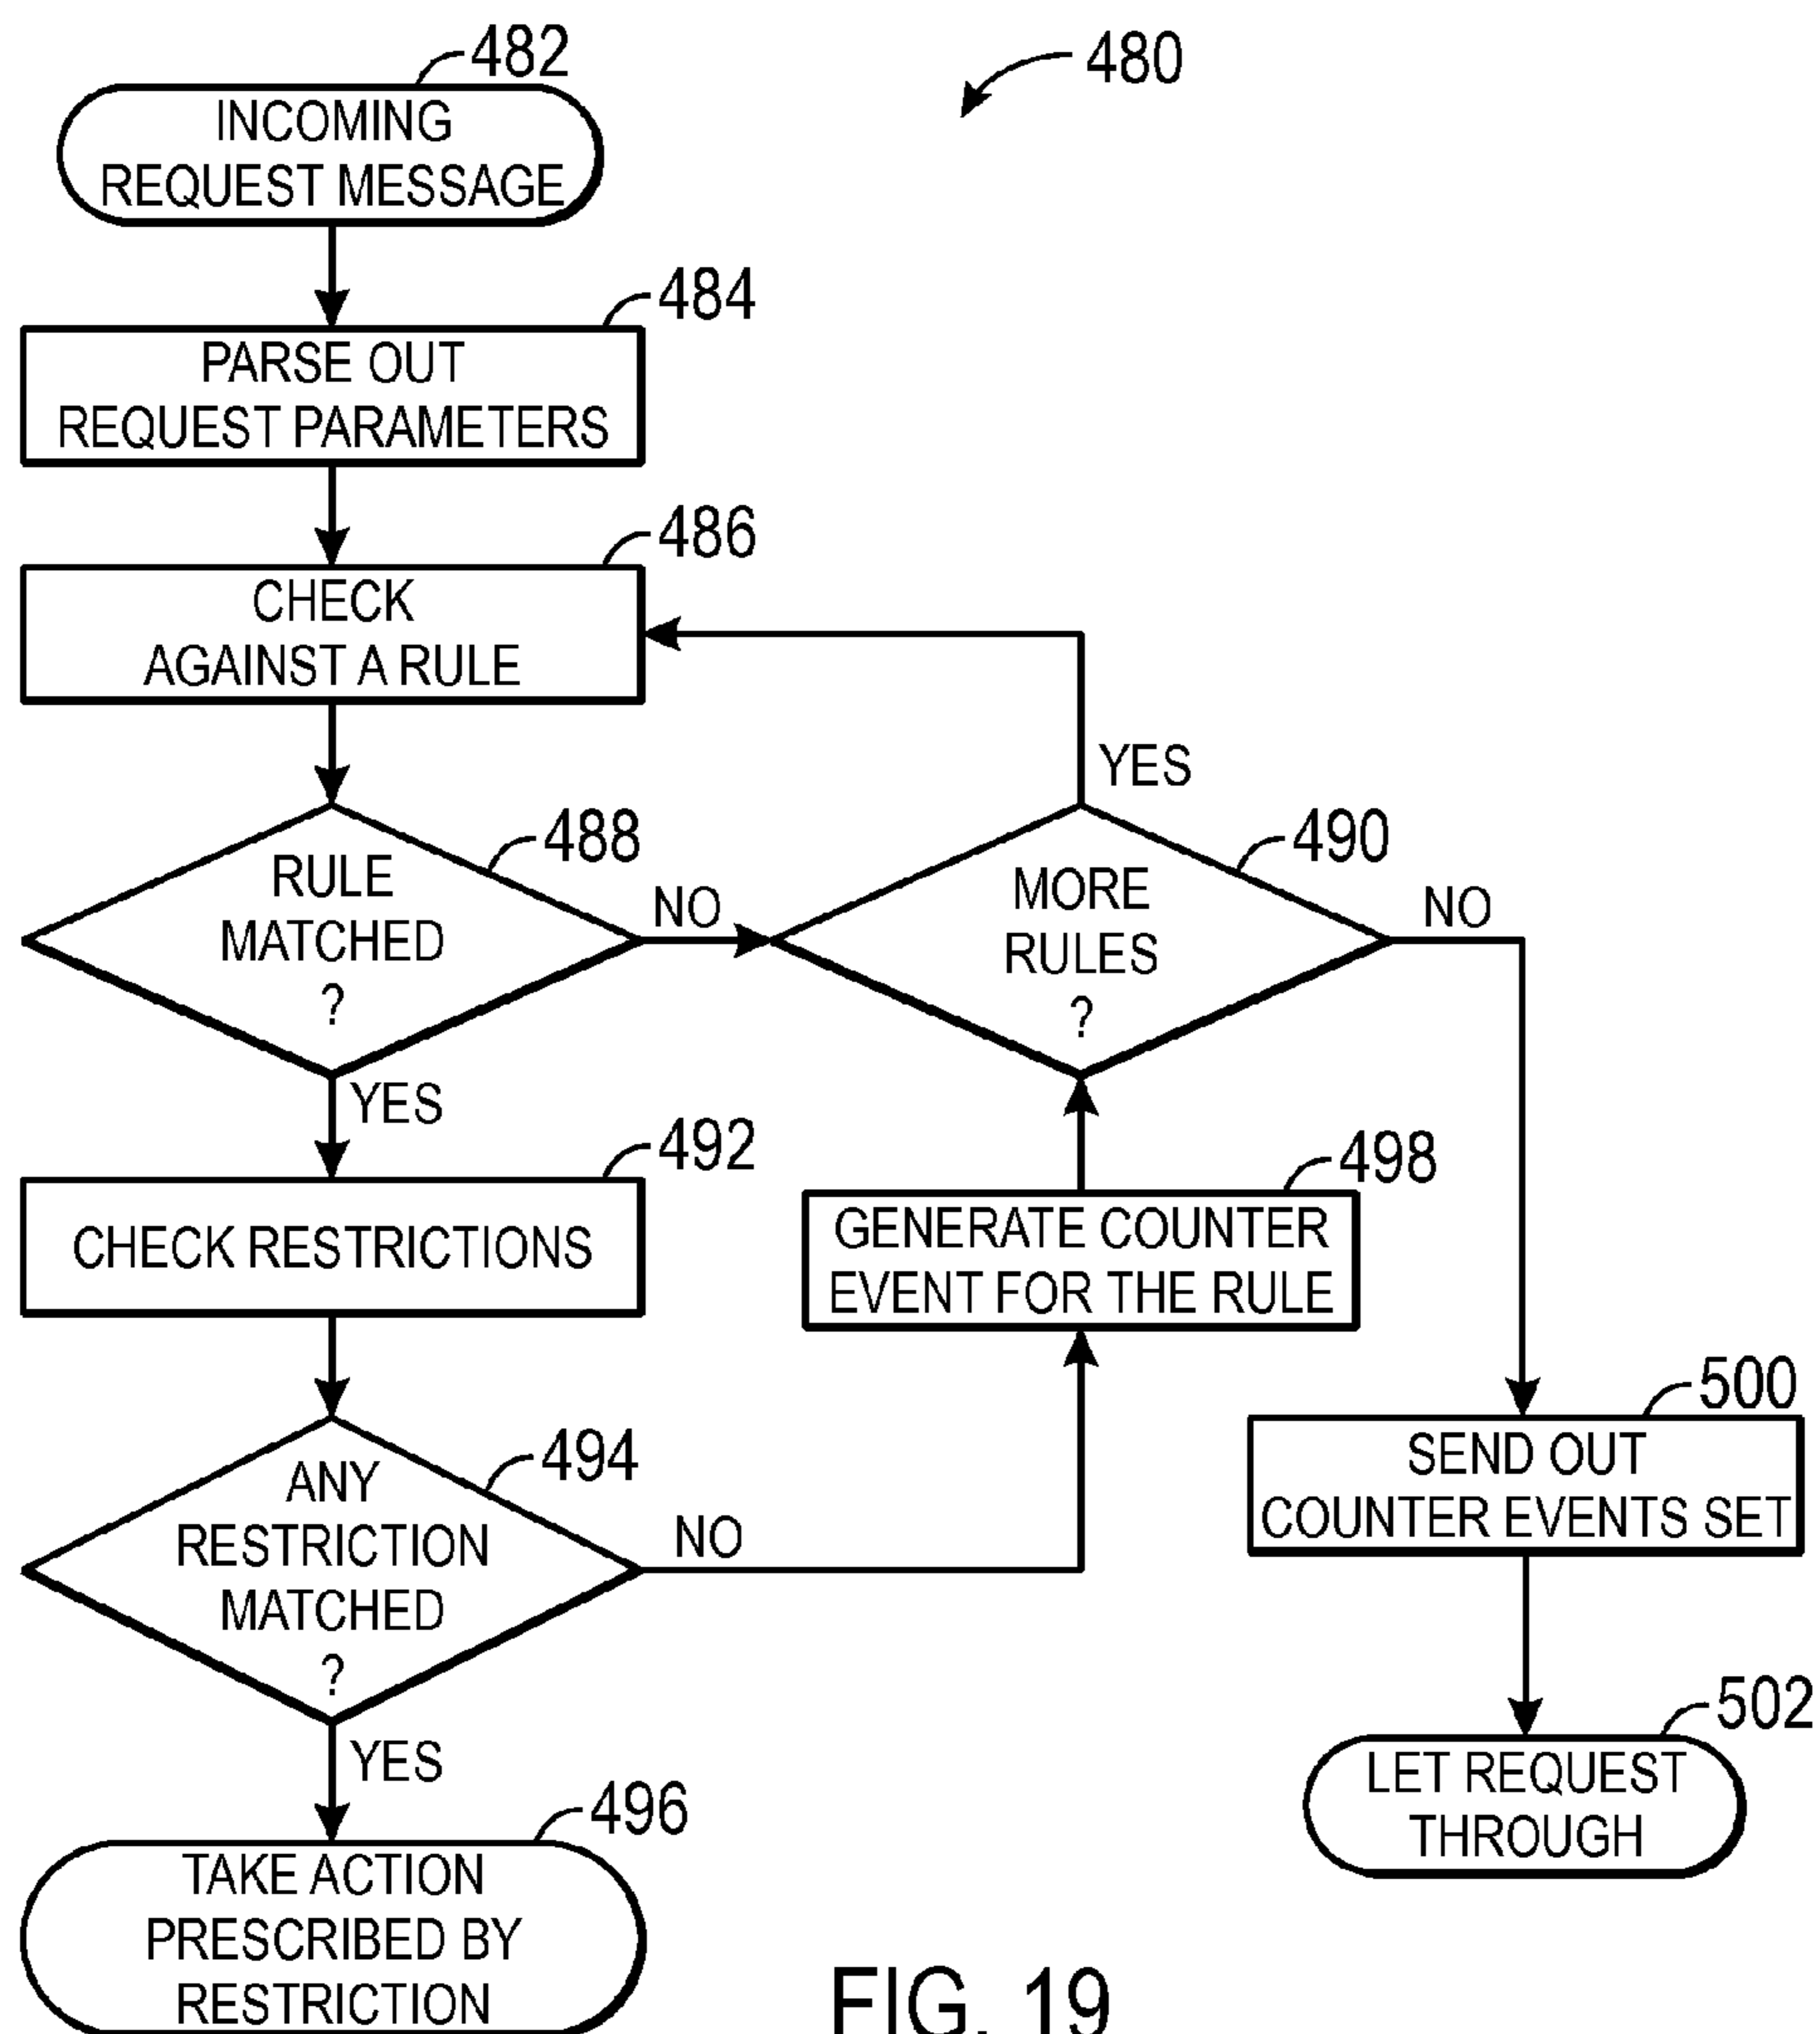 482
480
INCOMING
REQUEST MESSAGE
484
PARSE OUT
REQUEST PARAMETERS
486
CHECK
AGAINST A RULE
YES
488
RULE
MATCHED
?
NO
490
MORE
RULES
?
NO
YES
492
CHECK RESTRICTIONS
498
GENERATE COUNTER
EVENT FOR THE RULE
494
ANY
RESTRICTION
MATCHED
?
NO
500
SEND OUT
COUNTER EVENTS SET
YES
496
TAKE ACTION
PRESCRIBED BY
RESTRICTION
502
LET REQUEST
THROUGH
FIG. 19